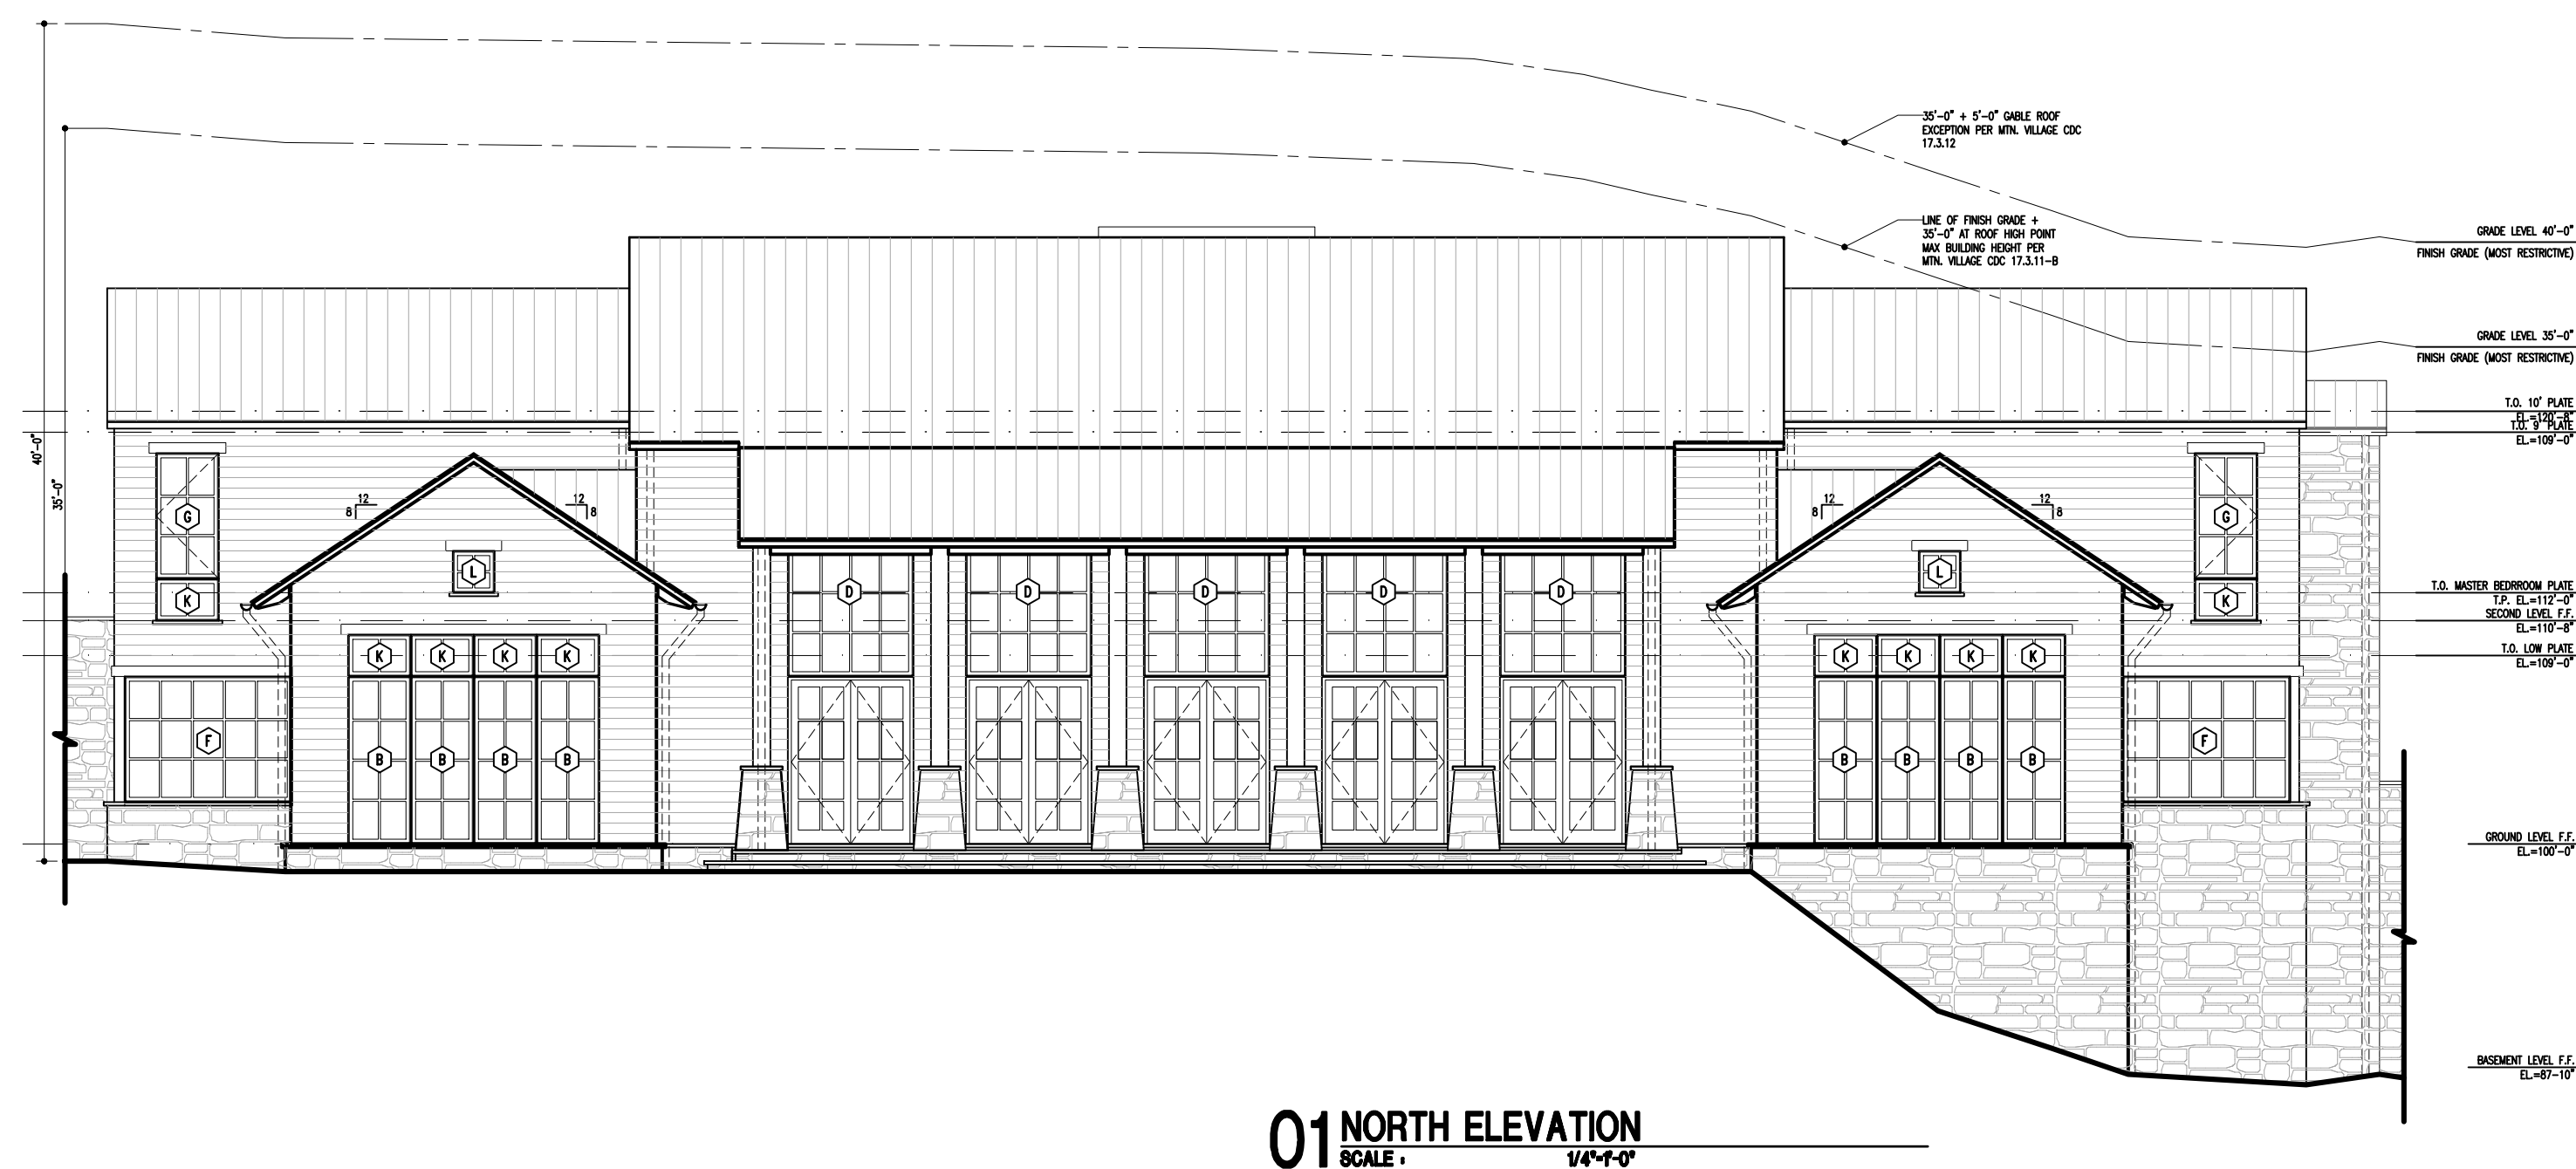 35'-0" + 5'-0" GABLE ROOF
EXCEPTION PER MTN. VILLAGE CDC
17.3.12
LINE OF FINISH GRADE +
35'-0" AT ROOF HIGH POINT
MAX BUILDING HEIGHT PER
MTN. VILLAGE CDC 17.3.11-B
GRADE LEVEL 40'-0"
FINISH GRADE (MOST RESTRICTIVE)
GRADE LEVEL 35'-0"
FINISH GRADE (MOST RESTRICTIVE)
T.O. 10' PLATE
EL.=120'-8"
T.O. 9' PLATE
EL.=109'-0"
40'-0"
35'-0"
12
8
12
8
12
8
12
8
G
G
L
L
D
D
D
D
D
K
K
T.O. MASTER BEDRROOM PLATE
T.P. EL.=112'-0"
SECOND LEVEL F.F.
EL.=110'-8"
T.O. LOW PLATE
EL.=109'-0"
K
K
K
K
K
K
K
K
F
F
B
B
B
B
B
B
B
B
GROUND LEVEL F.F.
EL.=100'-0"
BASEMENT LEVEL F.F.
EL.=87-10"
01 NORTH ELEVATION
SCALE : 1/4"=1'-0"